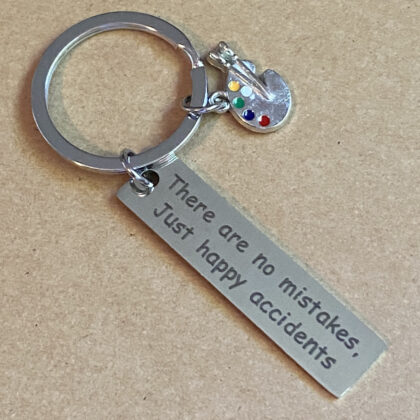 There are no mistakes,
Just happy accidents